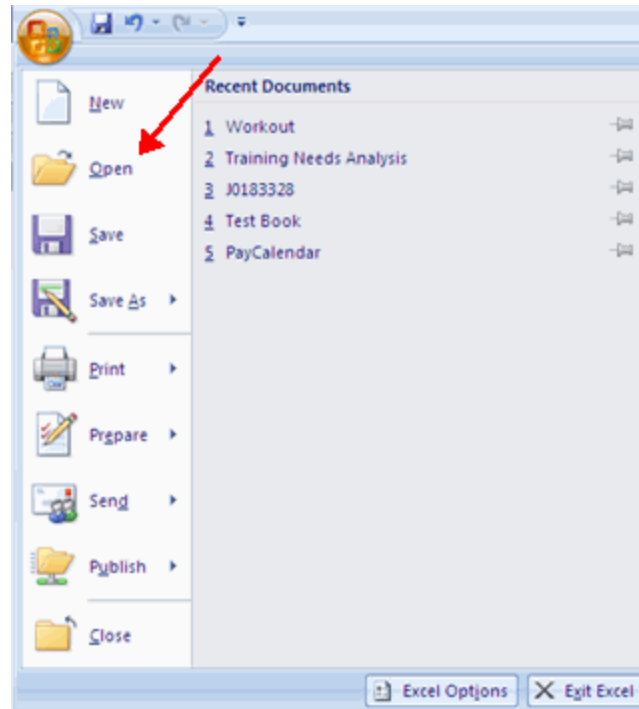 New
Open
Save
Save As
Print
Prepare
Send
Publish
Close
Recent Documents
1 Workout
2 Training Needs Analysis
3 J0183328
4 Test Book
5 PayCalendar
Excel Options
Exit Excel